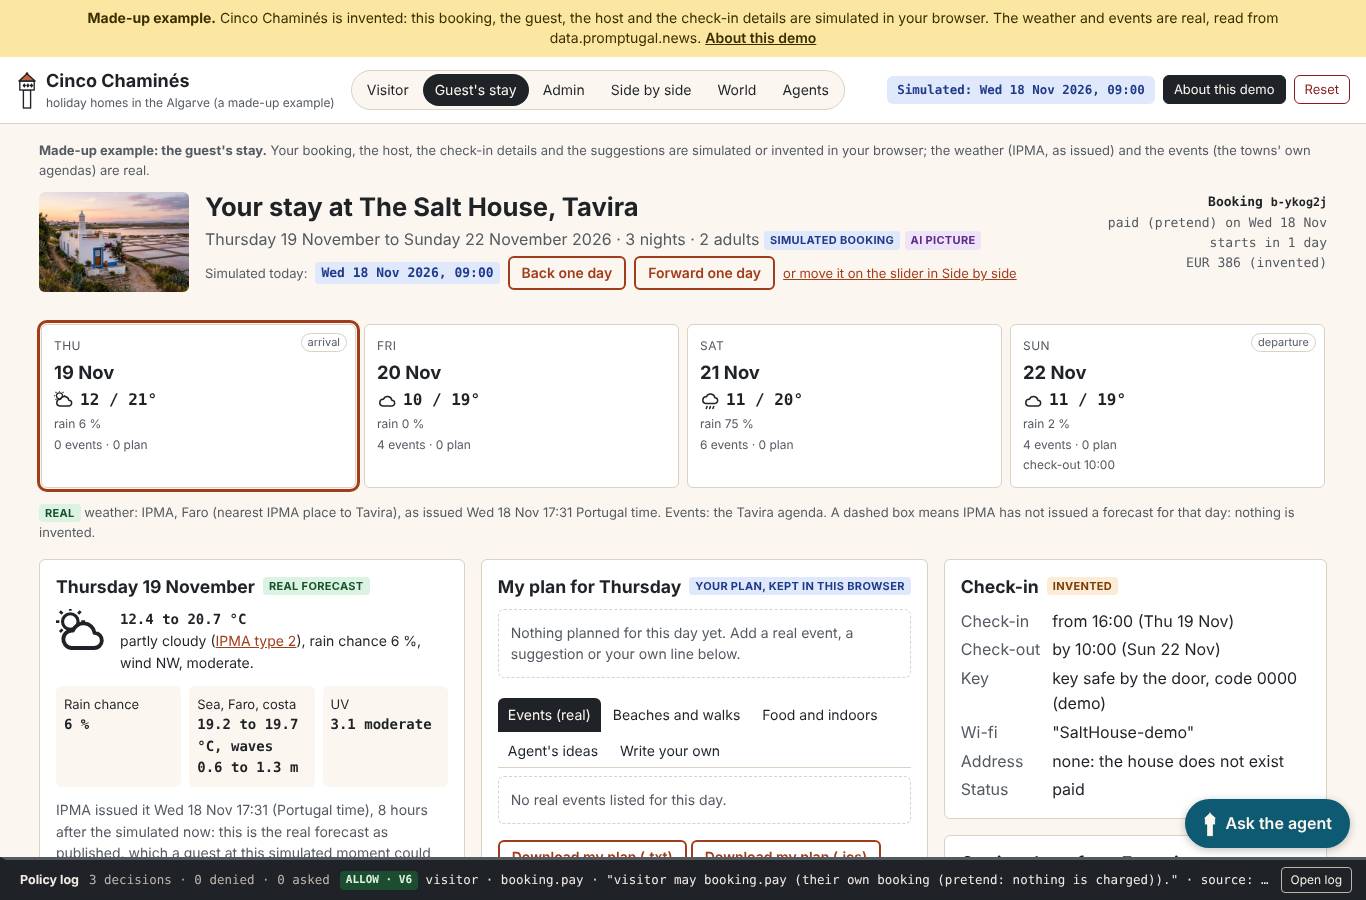 Made-up example. Cinco Chaminés is invented: this booking, the guest, the host and the check-in details are simulated in your browser. The weather and events are real, read from
data.promptugal.news. About this demo
Cinco Chaminés
holiday homes in the Algarve (a made-up example)
Visitor Guest's stay Admin Side by side World Agents
Simulated: Wed 18 Nov 2026, 09:00 About this demo Reset
Made-up example: the guest's stay. Your booking, the host, the check-in details and the suggestions are simulated or invented in your browser; the weather (IPMA, as issued) and the events (the towns' own
agendas) are real.
Your stay at The Salt House, Tavira
Thursday 19 November to Sunday 22 November 2026 · 3 nights · 2 adults SIMULATED BOOKING AI PICTURE
Simulated today: Wed 18 Nov 2026, 09:00 Back one day Forward one day or move it on the slider in Side by side
Booking b-ykog2j
paid (pretend) on Wed 18 Nov
starts in 1 day
EUR 386 (invented)
THU arrival
19 Nov
12 / 21°
rain 6 %
0 events · 0 plan
FRI
20 Nov
10 / 19°
rain 0 %
4 events · 0 plan
SAT
21 Nov
11 / 20°
rain 75 %
6 events · 0 plan
SUN departure
22 Nov
11 / 19°
rain 2 %
4 events · 0 plan
check-out 10:00
REAL weather: IPMA, Faro (nearest IPMA place to Tavira), as issued Wed 18 Nov 17:31 Portugal time. Events: the Tavira agenda. A dashed box means IPMA has not issued a forecast for that day: nothing is
invented.
Thursday 19 November REAL FORECAST
12.4 to 20.7 °C
partly cloudy (IPMA type 2), rain chance 6 %,
wind NW, moderate.
Rain chance
6 %
Sea, Faro, costa
19.2 to 19.7
°C, waves
0.6 to 1.3 m
UV
3.1 moderate
IPMA issued it Wed 18 Nov 17:31 (Portugal time), 8 hours
after the simulated now: this is the real forecast as
published, which a guest at this simulated moment could
My plan for Thursday YOUR PLAN, KEPT IN THIS BROWSER
Nothing planned for this day yet. Add a real event, a
suggestion or your own line below.
Events (real) Beaches and walks Food and indoors
Agent's ideas Write your own
No real events listed for this day.
Download my plan (.txt) Download my plan (.ics)
Check-in INVENTED
Check-in from 16:00 (Thu 19 Nov)
Check-out by 10:00 (Sun 22 Nov)
Key key safe by the door, code 0000
(demo)
Wi-fi "SaltHouse-demo"
Address none: the house does not exist
Status paid
Ask the agent
Policy log 3 decisions · 0 denied · 0 asked ALLOW · V6 visitor · booking.pay · "visitor may booking.pay (their own booking (pretend: nothing is charged))." · source: … Open log